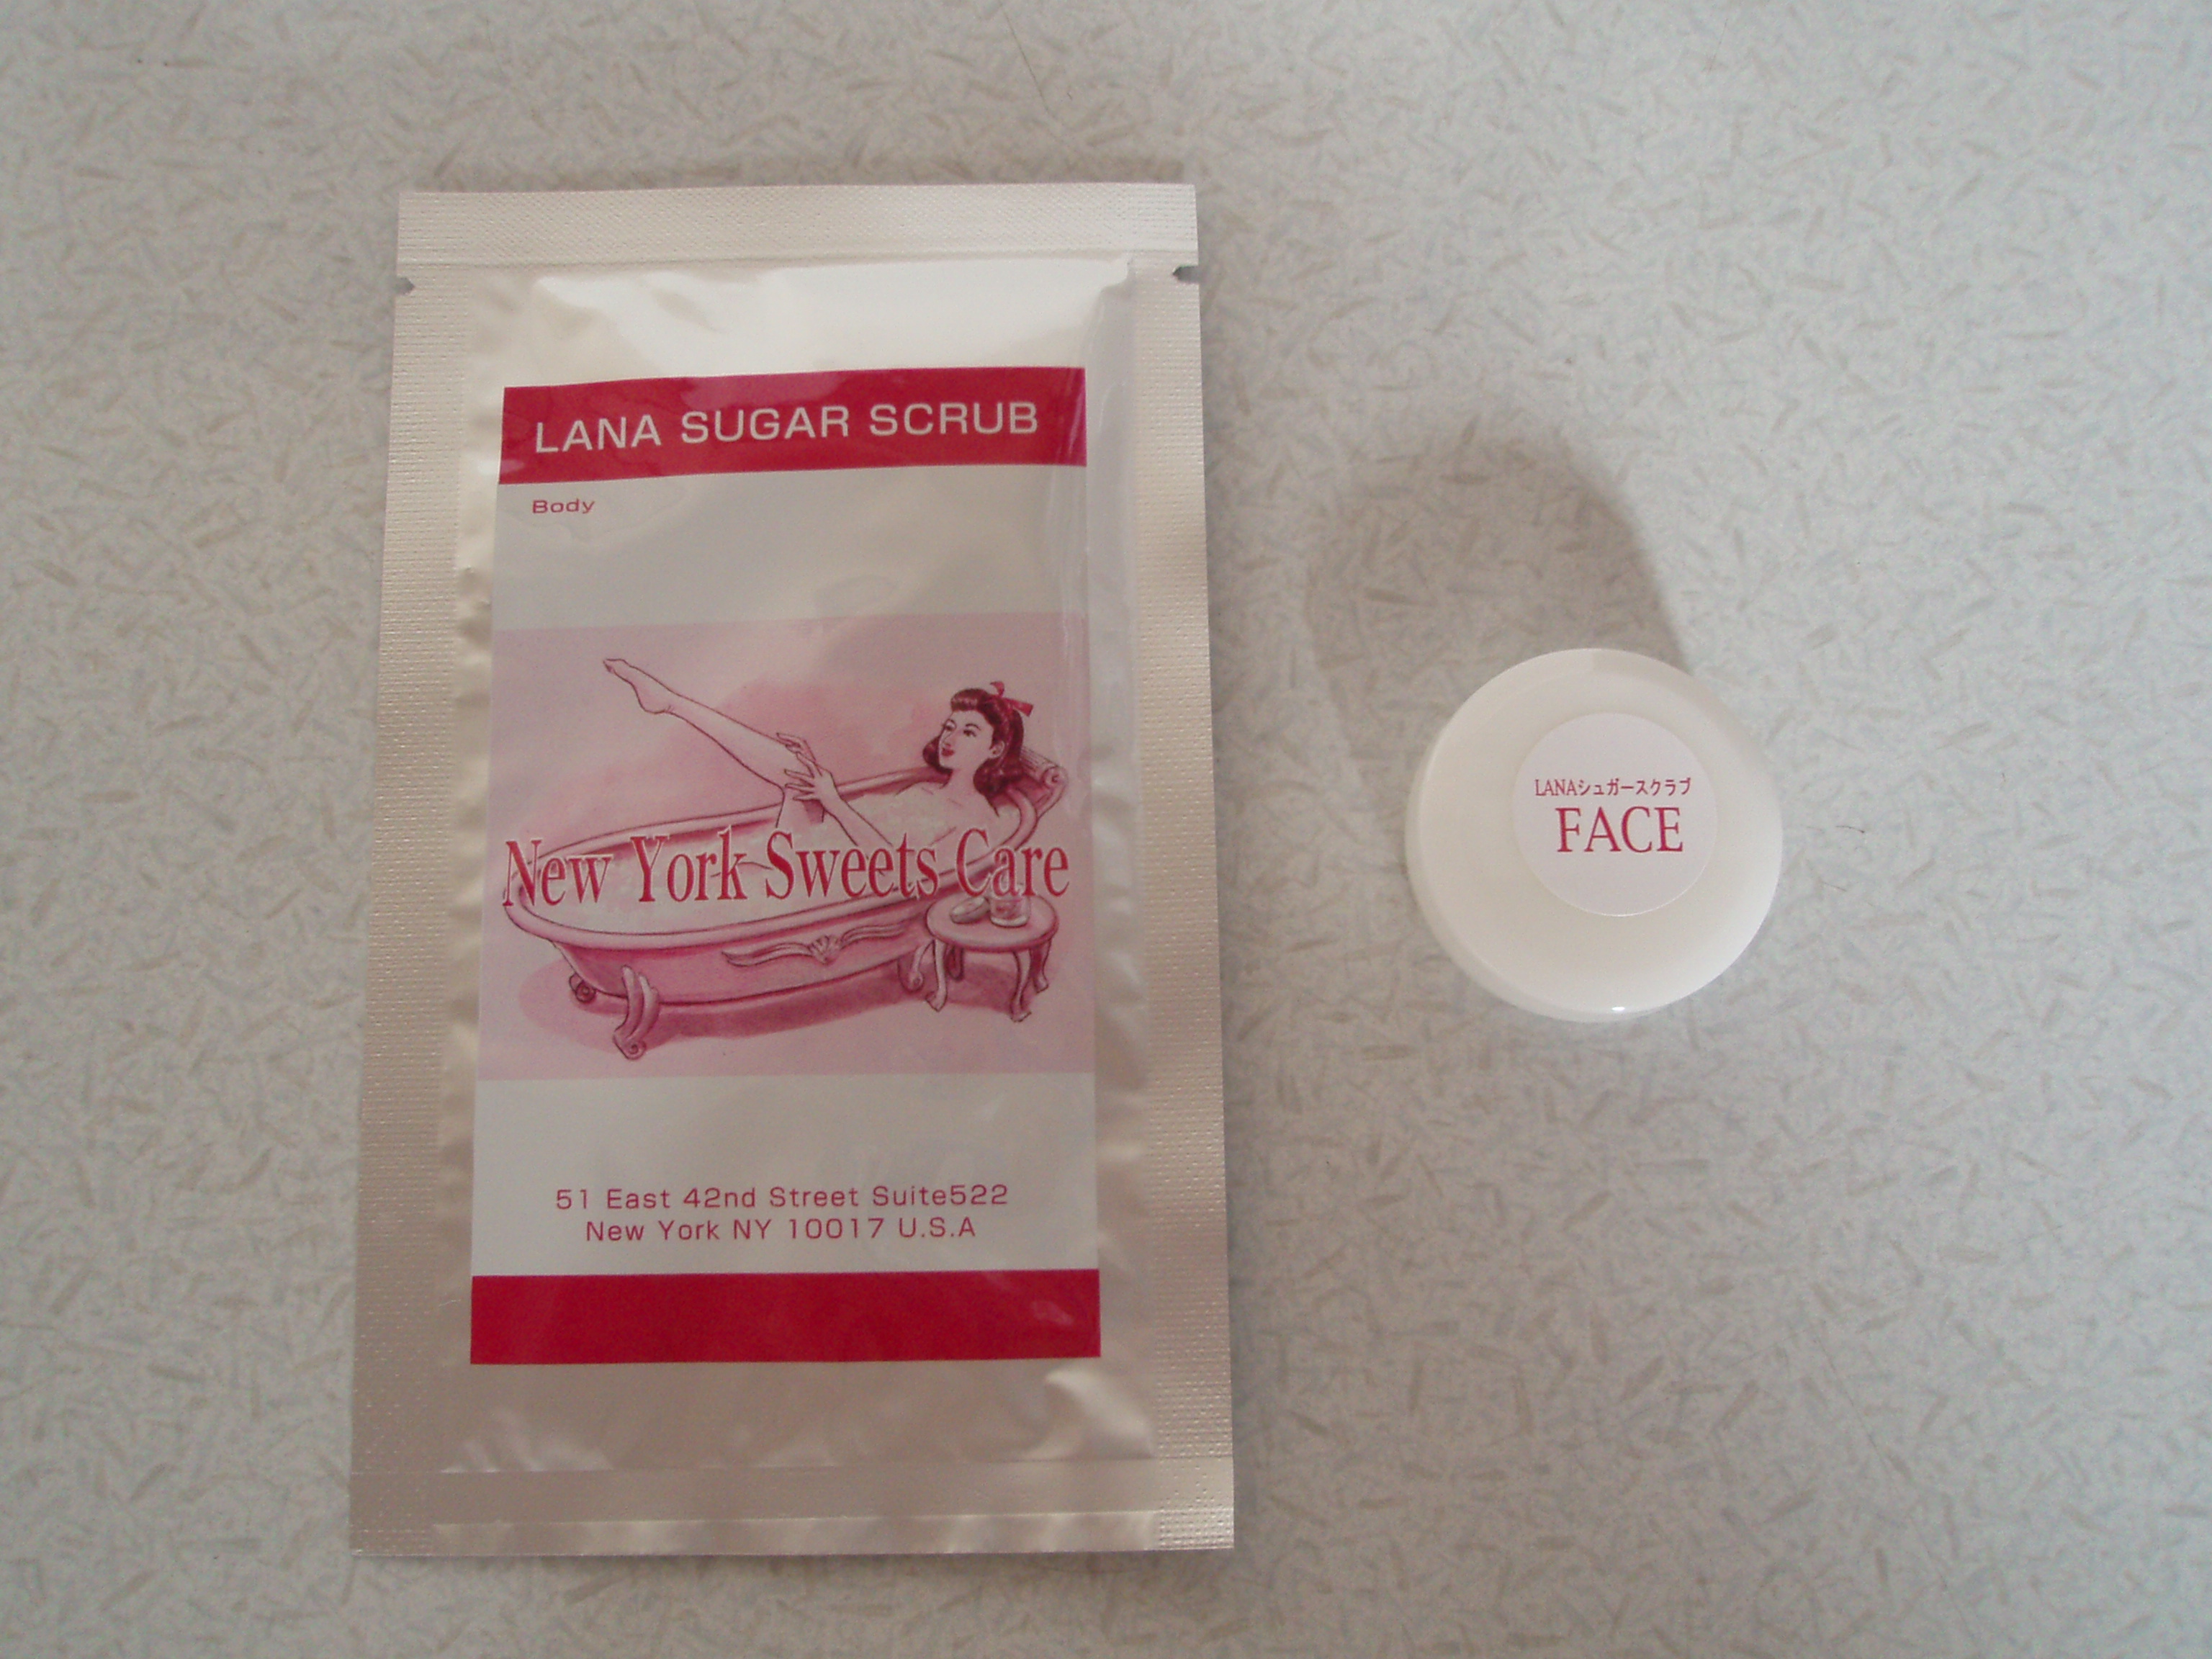 LANA SUGAR SCRUB
Body
New York Sweets Care
51 East 42nd Street Suite522
New York NY 10017 U.S.A
LANAシュガースクラブ
FACE